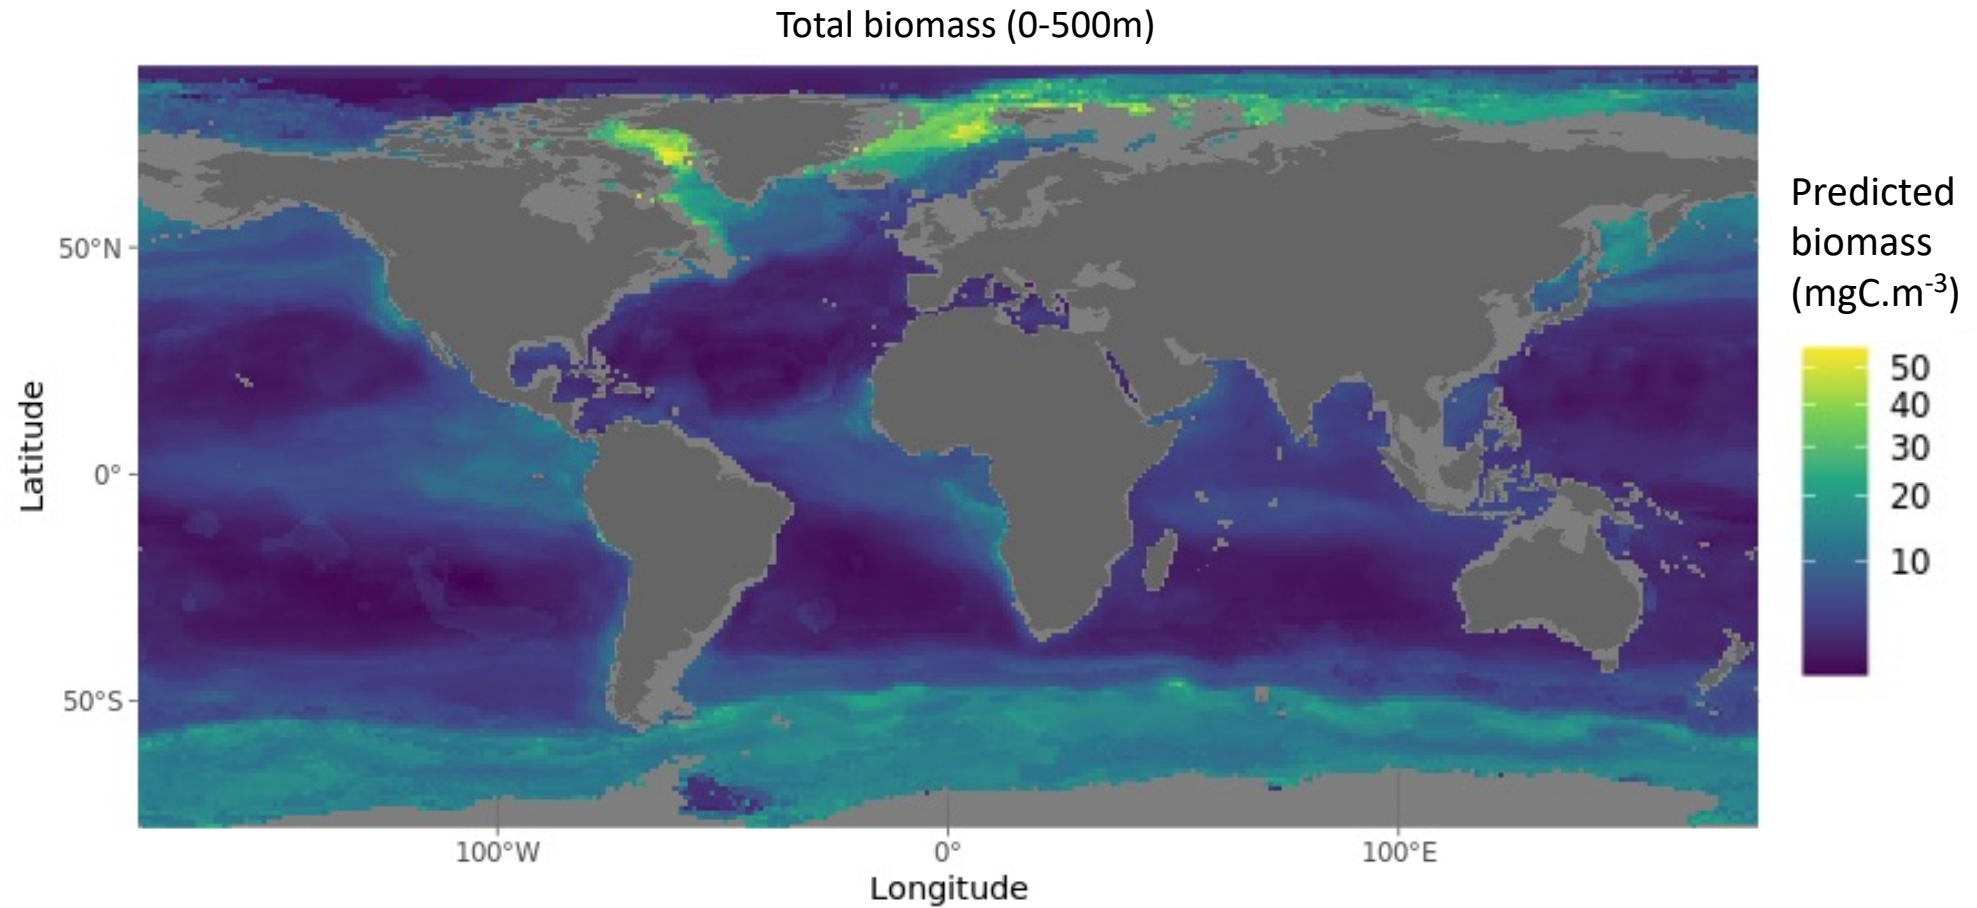 Total biomass (0-500m)
Predicted
biomass
(mgC.m⁻³)
50
40
30
20
10
Latitude
50°N
0°
50°S
100°W
0°
100°E
Longitude